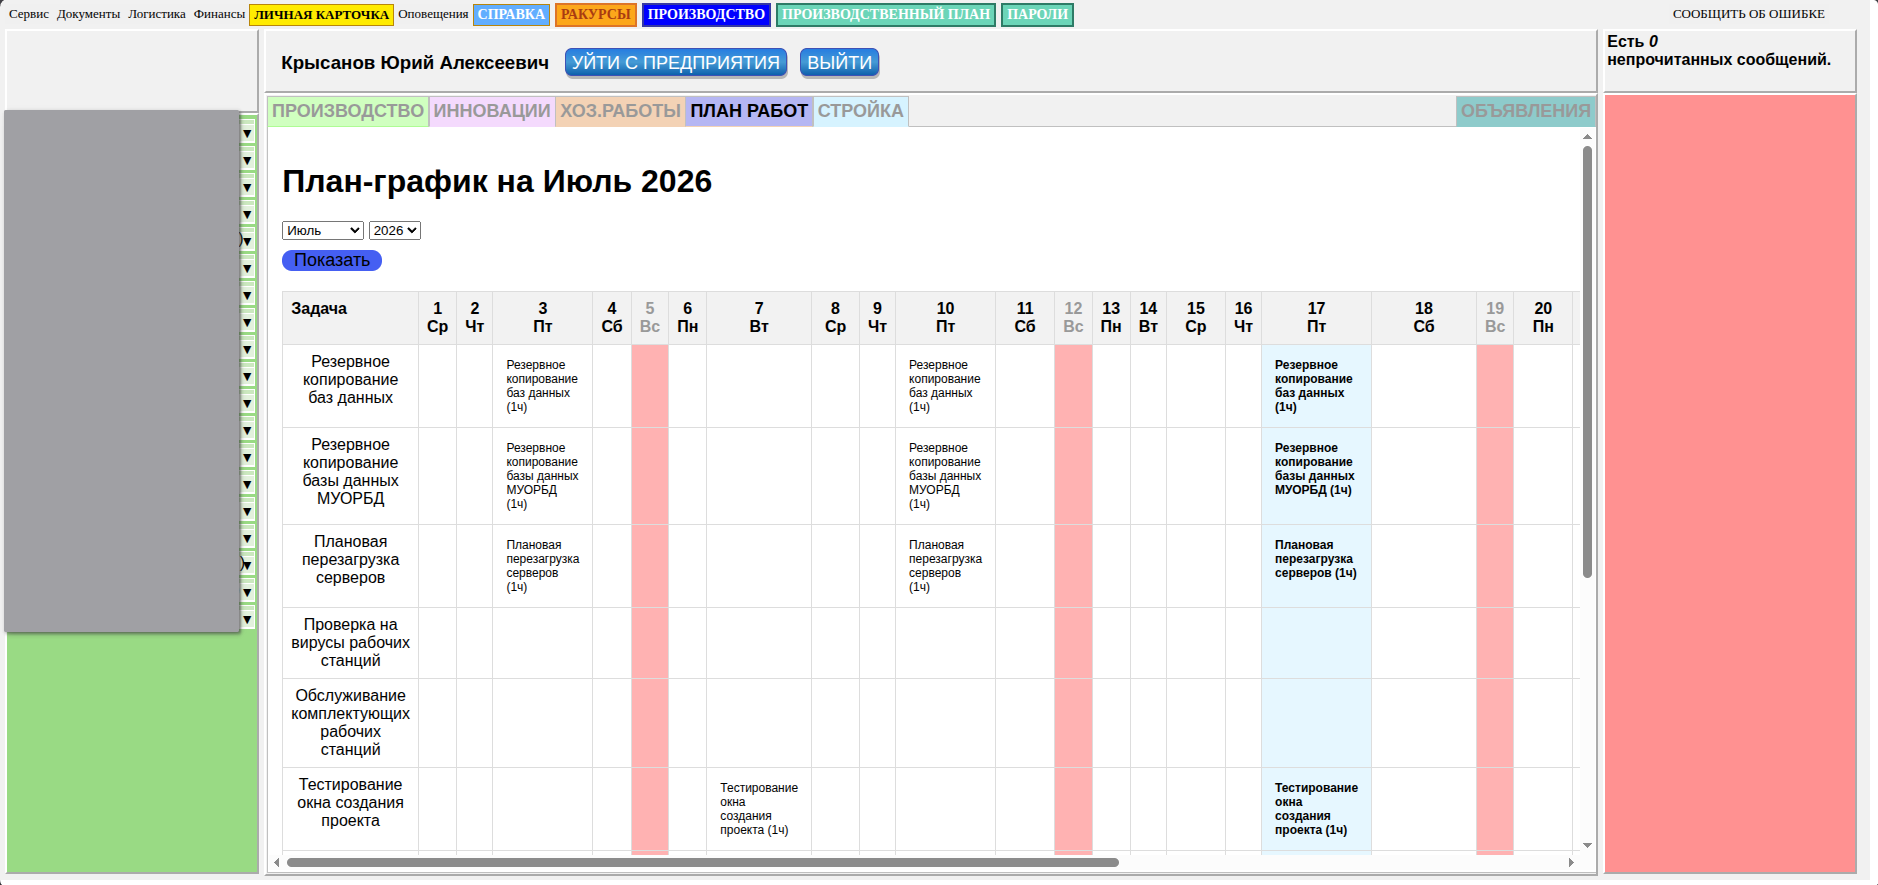 Сервис Документы Логистика Финансы ЛИЧНАЯ КАРТОЧКА Оповещения СПРАВКА РАКУРСЫ ПРОИЗВОДСТВО ПРОИЗВОДСТВЕННЫЙ ПЛАН ПАРОЛИ СООБЩИТЬ ОБ ОШИБКЕ
Крысанов Юрий Алексеевич УЙТИ С ПРЕДПРИЯТИЯ ВЫЙТИ
Есть 0
непрочитанных сообщений.
ПРОИЗВОДСТВО ИННОВАЦИИ ХОЗ.РАБОТЫ ПЛАН РАБОТ СТРОЙКА ОБЪЯВЛЕНИЯ
План-график на Июль 2026
Июль 2026
Показать
Задача 1 2 3 4 5 6 7 8 9 10 11 12 13 14 15 16 17 18 19 20
Ср Чт Пт Сб Вс Пн Вт Ср Чт Пт Сб Вс Пн Вт Ср Чт Пт Сб Вс Пн
Резервное
копирование
баз данных
Резервное
копирование
баз данных
(1ч)
Резервное
копирование
баз данных
(1ч)
Резервное
копирование
баз данных
(1ч)
Резервное
копирование
базы данных
МУОРБД
Резервное
копирование
базы данных
МУОРБД
(1ч)
Резервное
копирование
базы данных
МУОРБД
(1ч)
Резервное
копирование
базы данных
МУОРБД (1ч)
Плановая
перезагрузка
серверов
Плановая
перезагрузка
серверов
(1ч)
Плановая
перезагрузка
серверов
(1ч)
Плановая
перезагрузка
серверов (1ч)
Проверка на
вирусы рабочих
станций
Обслуживание
комплектующих
рабочих
станций
Тестирование
окна создания
проекта
Тестирование
окна
создания
проекта (1ч)
Тестирование
окна
создания
проекта (1ч)